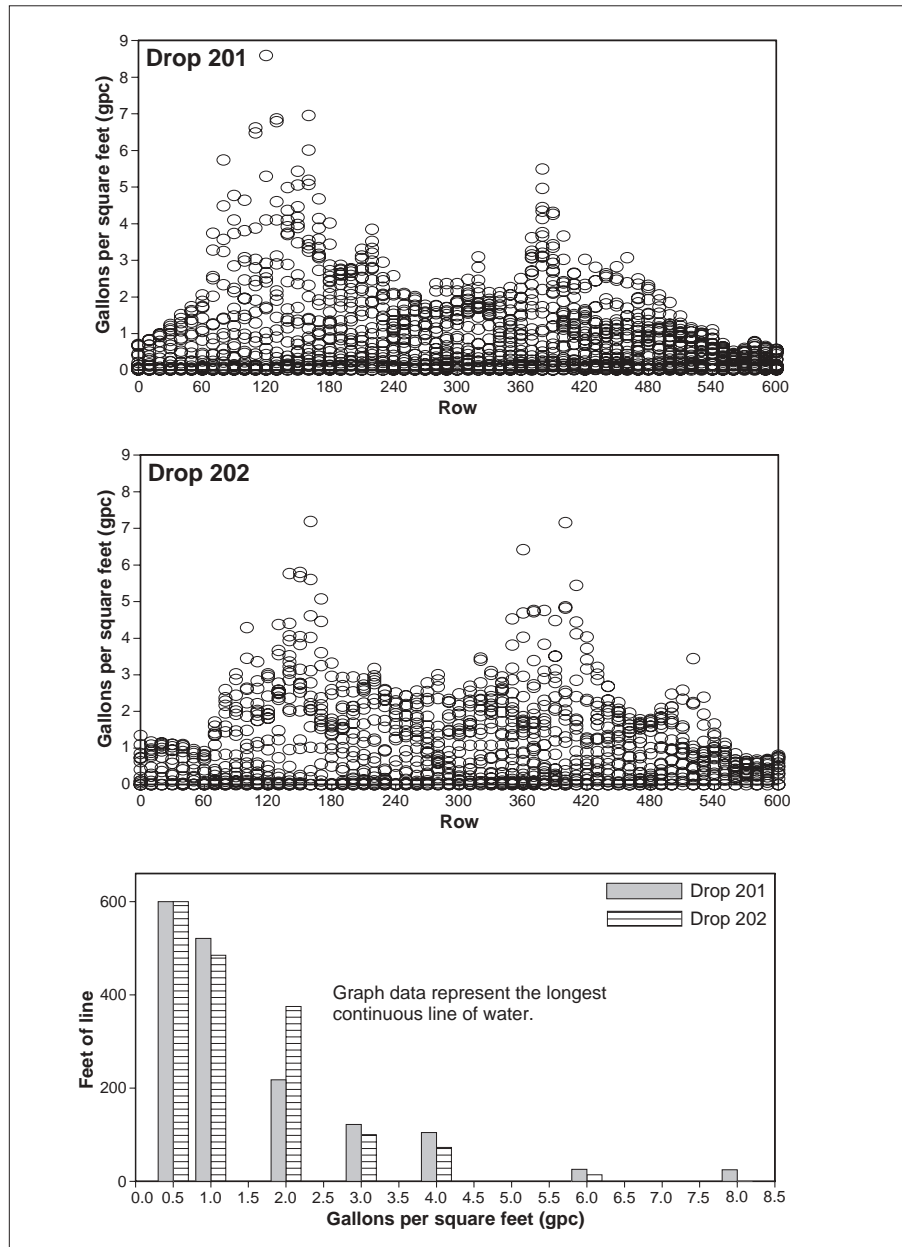 Drop 201
Gallons per square feet (gpc)
9
8
7
6
5
4
3
2
1
0
0 60 120 180 240 300 360 420 480 540 600
Row
Drop 202
Gallons per square feet (gpc)
9
8
7
6
5
4
3
2
1
0
0 60 120 180 240 300 360 420 480 540 600
Row
Drop 201
Drop 202
Graph data represent the longest
continuous line of water.
Feet of line
600
400
200
0
0.0 0.5 1.0 1.5 2.0 2.5 3.0 3.5 4.0 4.5 5.0 5.5 6.0 6.5 7.0 7.5 8.0 8.5
Gallons per square feet (gpc)